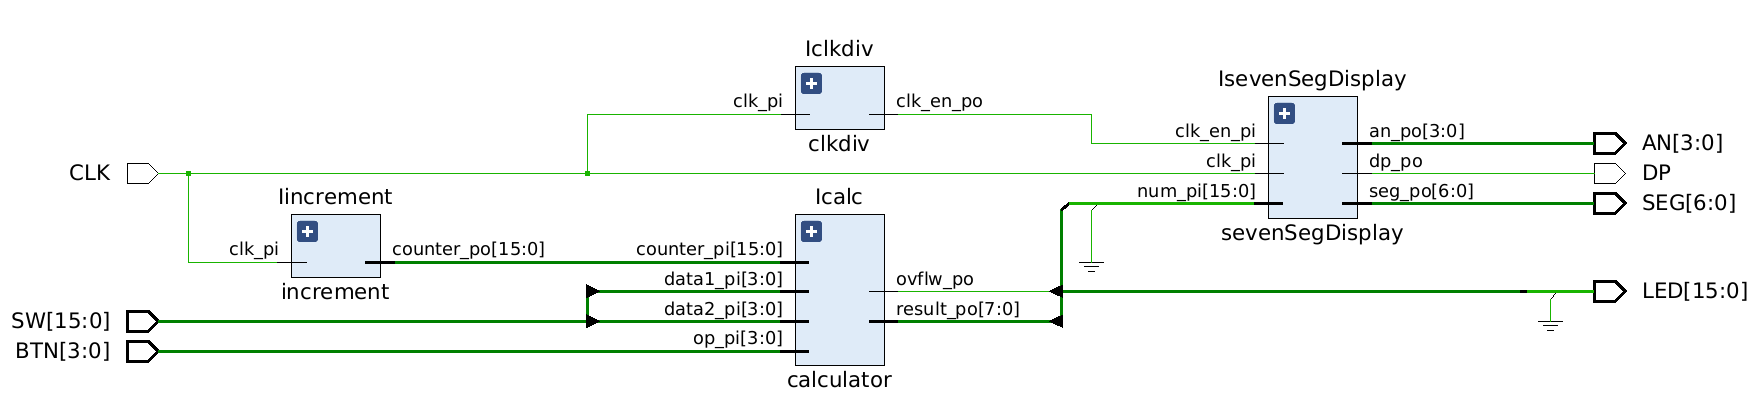 Iclkdiv
clk_pi
clk_en_po
clkdiv
IsevenSegDisplay
clk_en_pi
an_po[3:0]
AN[3:0]
CLK
clk_pi
dp_po
DP
num_pi[15:0]
seg_po[6:0]
SEG[6:0]
sevenSegDisplay
Iincrement
clk_pi
counter_po[15:0]
increment
Icalc
counter_pi[15:0]
data1_pi[3:0]
ovflw_po
LED[15:0]
SW[15:0]
data2_pi[3:0]
result_po[7:0]
BTN[3:0]
op_pi[3:0]
calculator